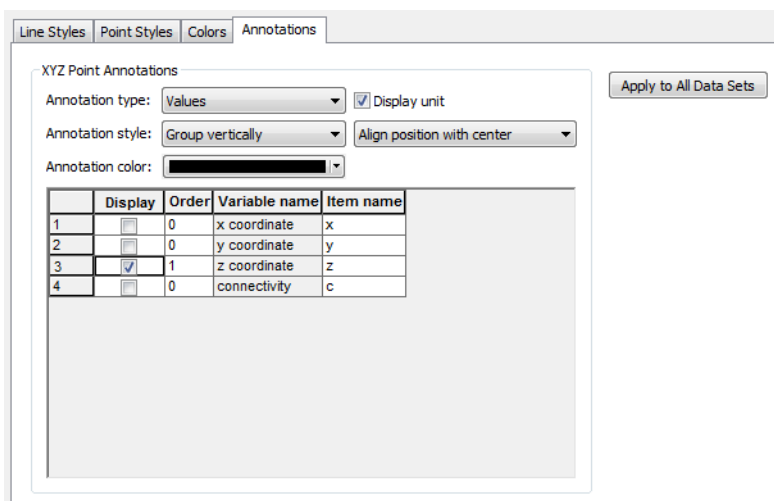 Line Styles Point Styles Colors Annotations
XYZ Point Annotations
Apply to All Data Sets
Annotation type: Values Display unit
Annotation style: Group vertically Align position with center
Annotation color:
Display Order Variable name Item name
1 0 x coordinate x
2 0 y coordinate y
3 1 z coordinate z
4 0 connectivity c